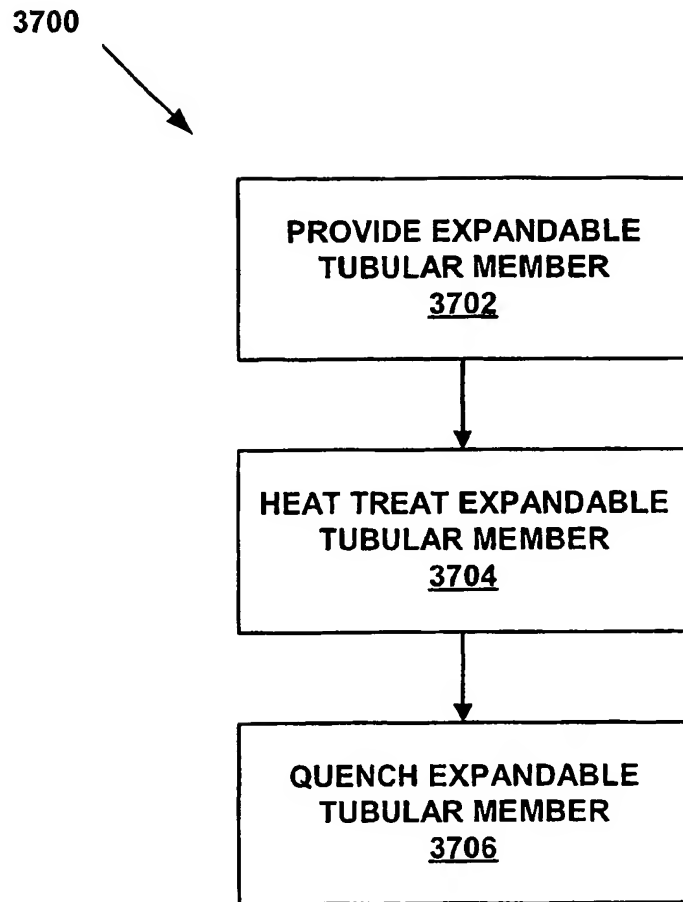 3700
PROVIDE EXPANDABLE
TUBULAR MEMBER
3702
HEAT TREAT EXPANDABLE
TUBULAR MEMBER
3704
QUENCH EXPANDABLE
TUBULAR MEMBER
3706